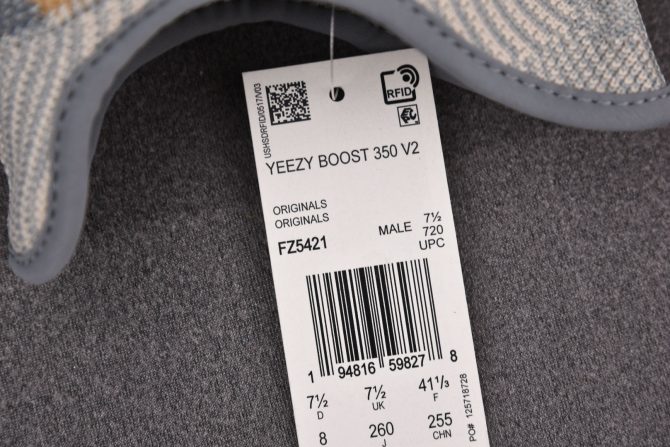 USHSDRFID/0517/V03
RFID
YEEZY BOOST 350 V2
ORIGINALS
ORIGINALS
FZ5421
MALE
7½
720
UPC
1 94816 59827 8
7½ 7½ 41⅓
D UK F
8 260 255
J CHN
PO# 125718728